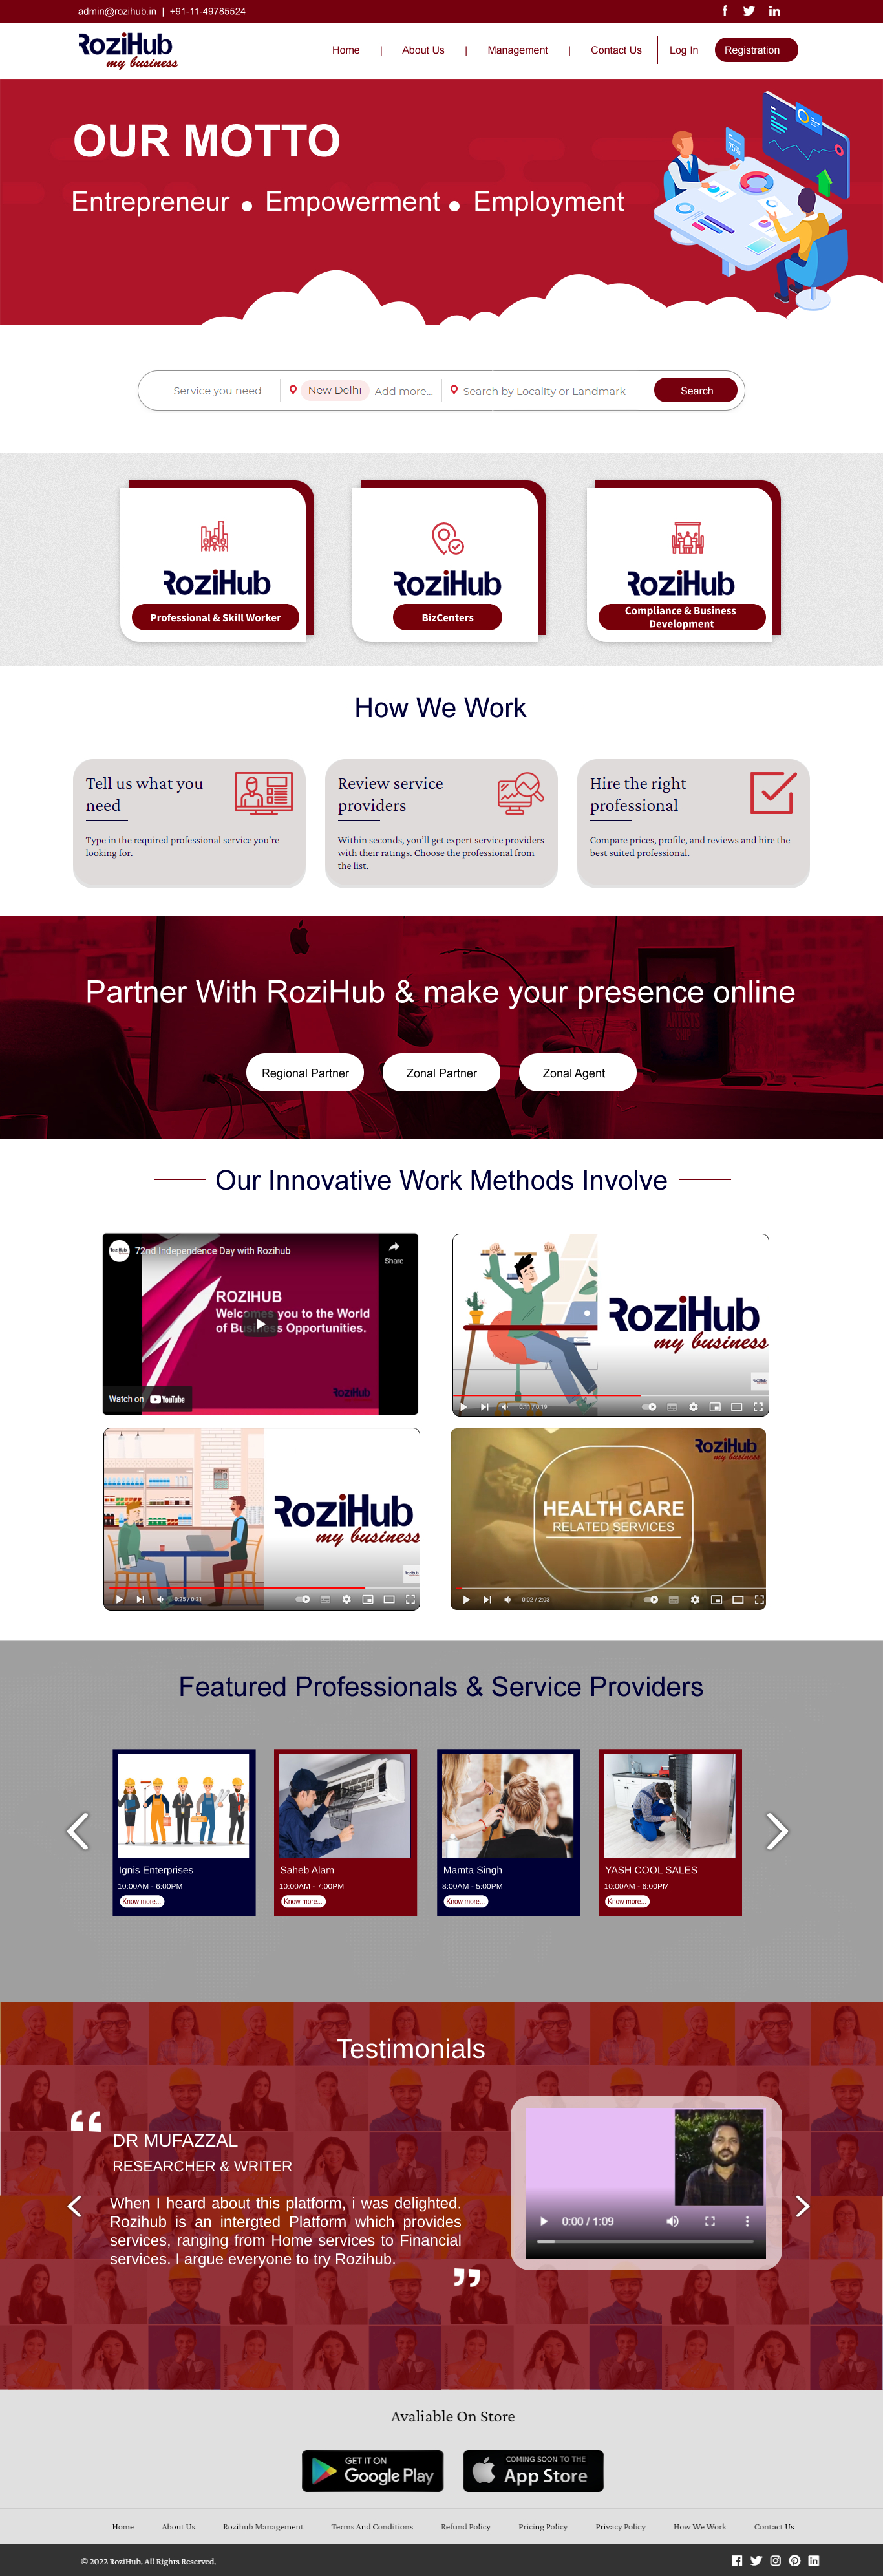 admin@rozihub.in | +91-11-49785524
RoziHub
my business
Home | About Us | Management | Contact Us | Log In Registration
OUR MOTTO
Entrepreneur . Empowerment . Employment
75%
Service you need New Delhi Add more... Search by Locality or Landmark Search
RoziHub
Professional & Skill Worker
RoziHub
BizCenters
RoziHub
Compliance & Business
Development
How We Work
Tell us what you
need
Type in the required professional service you're
looking for.
Review service
providers
Within seconds, you'll get expert service providers
with their ratings. Choose the professional from
the list.
Hire the right
professional
Compare prices, profile, and reviews and hire the
best suited professional.
Partner With RoziHub & make your presence online
Regional Partner Zonal Partner Zonal Agent
Our Innovative Work Methods Involve
RoziHub
72nd Independence Day with Rozihub
Share
ROZIHUB
Welcomes you to the World
of Business Opportunities.
RoziHub
Watch on YouTube
RoziHub
my business
0:11 / 0:19
RoziHub
my business
0:25 / 0:31
RoziHub
my business
HEALTH CARE
RELATED SERVICES
0:02 / 2:03
Featured Professionals & Service Providers
Ignis Enterprises
10:00AM - 6:00PM
Know more...
Saheb Alam
10:00AM - 7:00PM
Know more...
Mamta Singh
8:00AM - 5:00PM
Know more...
YASH COOL SALES
10:00AM - 6:00PM
Know more...
Testimonials
DR MUFAZZAL
RESEARCHER & WRITER
When I heard about this platform, i was delighted.
Rozihub is an intergted Platform which provides
services, ranging from Home services to Financial
services. I argue everyone to try Rozihub.
0:00 / 1:09
Avaliable On Store
GET IT ON
Google Play
COMING SOON TO THE
App Store
Home About Us Rozihub Management Terms And Conditions Refund Policy Pricing Policy Privacy Policy How We Work Contact Us
© 2022 RoziHub. All Rights Reserved.